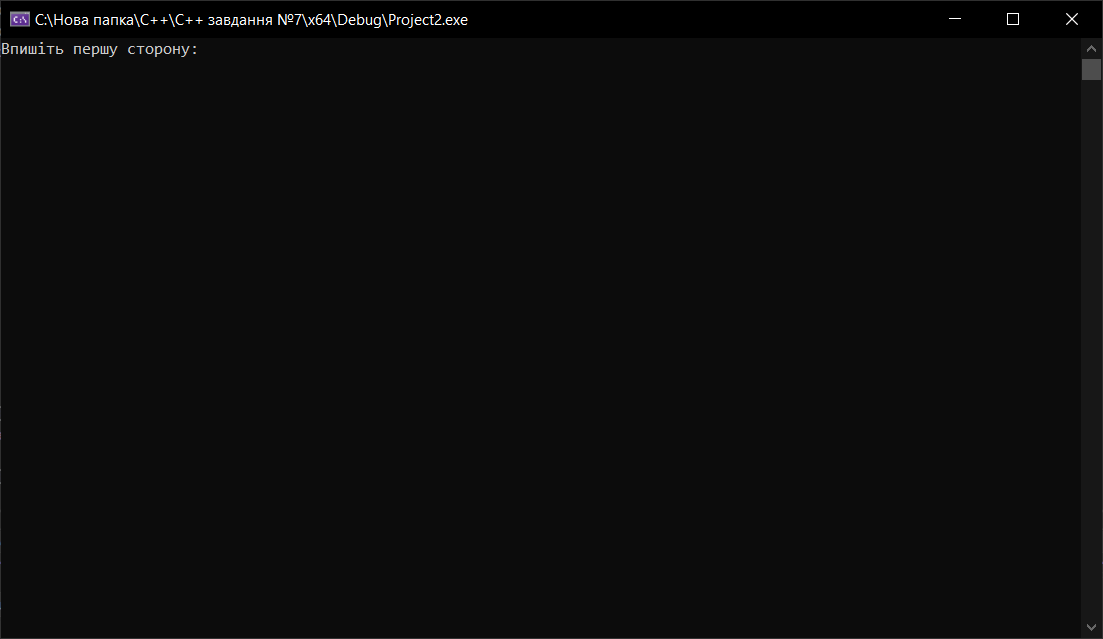 C:\Нова папка\C++\C++ завдання №7\x64\Debug\Project2.exe
Впишіть першу сторону: